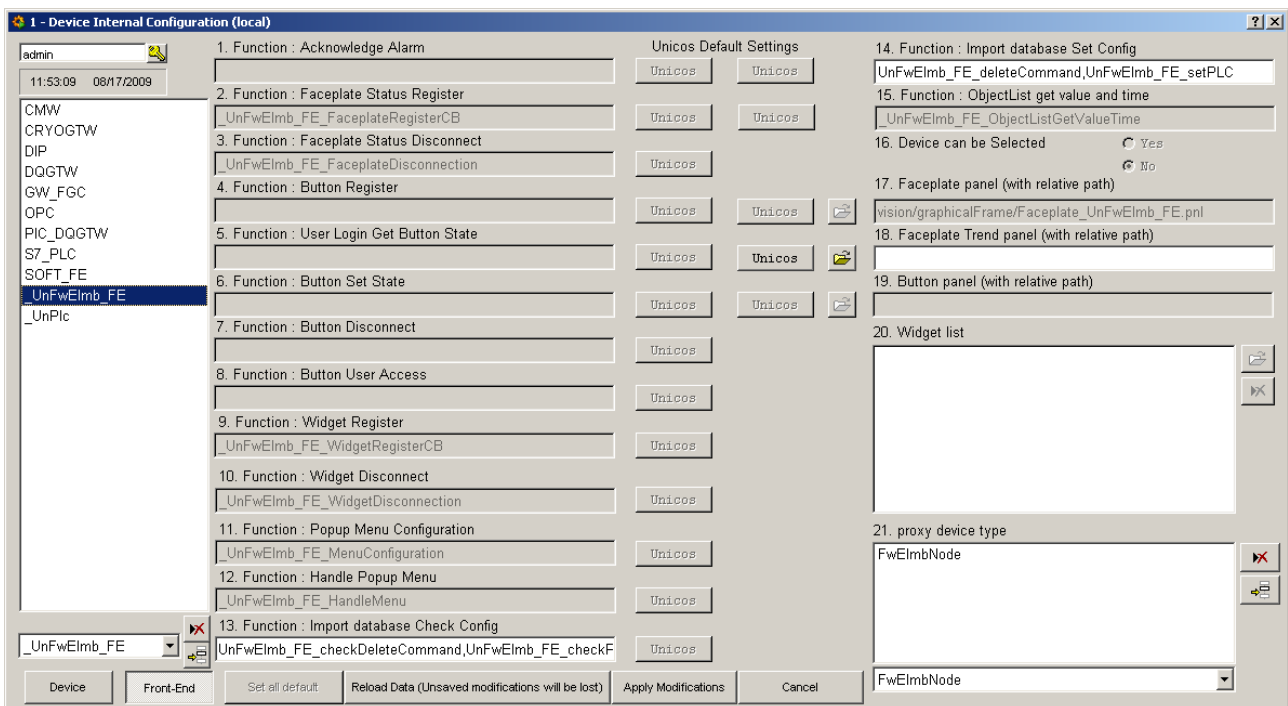 1 - Device Internal Configuration (local)
admin
11:53:09 08/17/2009
CMW
CRYOGTW
DIP
DQGTW
GW_FGC
OPC
PIC_DQGTW
S7_PLC
SOFT_FE
_UnFwElmb_FE
_UnPlc
_UnFwElmb_FE
1. Function : Acknowledge Alarm
Unicos Default Settings
Unicos Unicos
2. Function : Faceplate Status Register
_UnFwElmb_FE_FaceplateRegisterCB Unicos Unicos
3. Function : Faceplate Status Disconnect
_UnFwElmb_FE_FaceplateDisconnection Unicos
4. Function : Button Register
Unicos Unicos
5. Function : User Login Get Button State
Unicos Unicos
6. Function : Button Set State
Unicos Unicos
7. Function : Button Disconnect
Unicos
8. Function : Button User Access
Unicos
9. Function : Widget Register
_UnFwElmb_FE_WidgetRegisterCB Unicos
10. Function : Widget Disconnect
_UnFwElmb_FE_WidgetDisconnection Unicos
11. Function : Popup Menu Configuration
_UnFwElmb_FE_MenuConfiguration Unicos
12. Function : Handle Popup Menu
_UnFwElmb_FE_HandleMenu Unicos
13. Function : Import database Check Config
UnFwElmb_FE_checkDeleteCommand,UnFwElmb_FE_checkF Unicos
14. Function : Import database Set Config
UnFwElmb_FE_deleteCommand,UnFwElmb_FE_setPLC
15. Function : ObjectList get value and time
_UnFwElmb_FE_ObjectListGetValueTime
16. Device can be Selected Yes
No
17. Faceplate panel (with relative path)
vision/graphicalFrame/Faceplate_UnFwElmb_FE.pnl
18. Faceplate Trend panel (with relative path)
19. Button panel (with relative path)
20. Widget list
21. proxy device type
FwElmbNode
FwElmbNode
Device Front-End Set all default Reload Data (Unsaved modifications will be lost) Apply Modifications Cancel